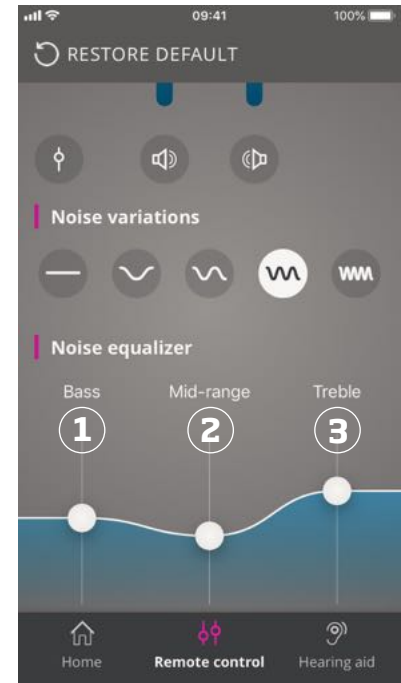 09:41 100%
RESTORE DEFAULT
Noise variations
Noise equalizer
Bass Mid-range Treble
1 2 3
Home Remote control Hearing aid